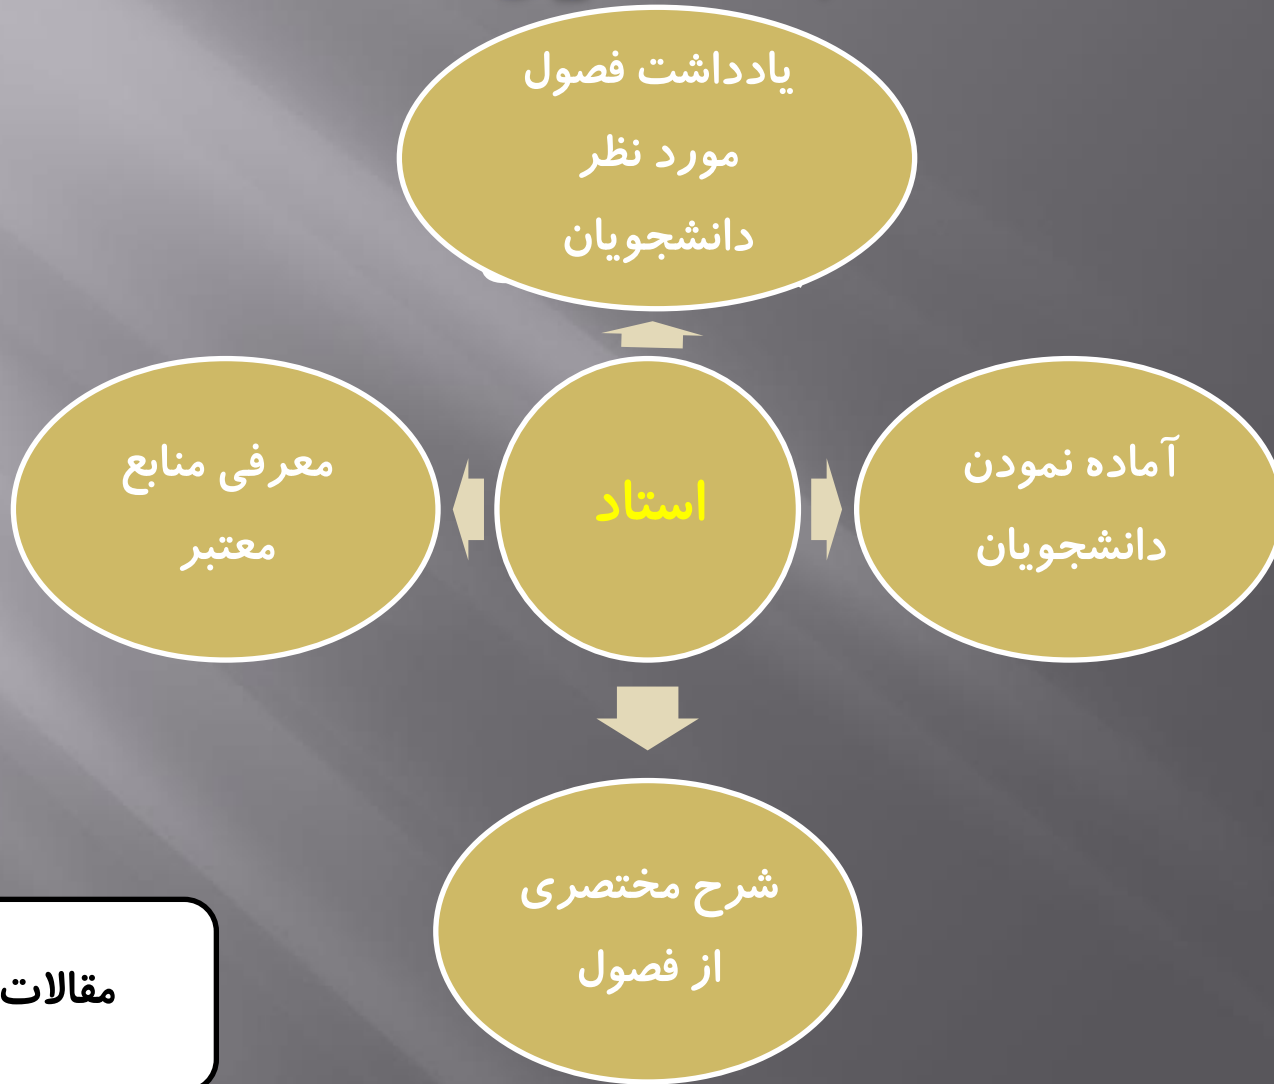 یادداشت فصول
مورد نظر
دانشجویان
آماده نمودن
دانشجویان
استاد
معرفی منابع
معتبر
شرح مختصری
از فصول
مقالات